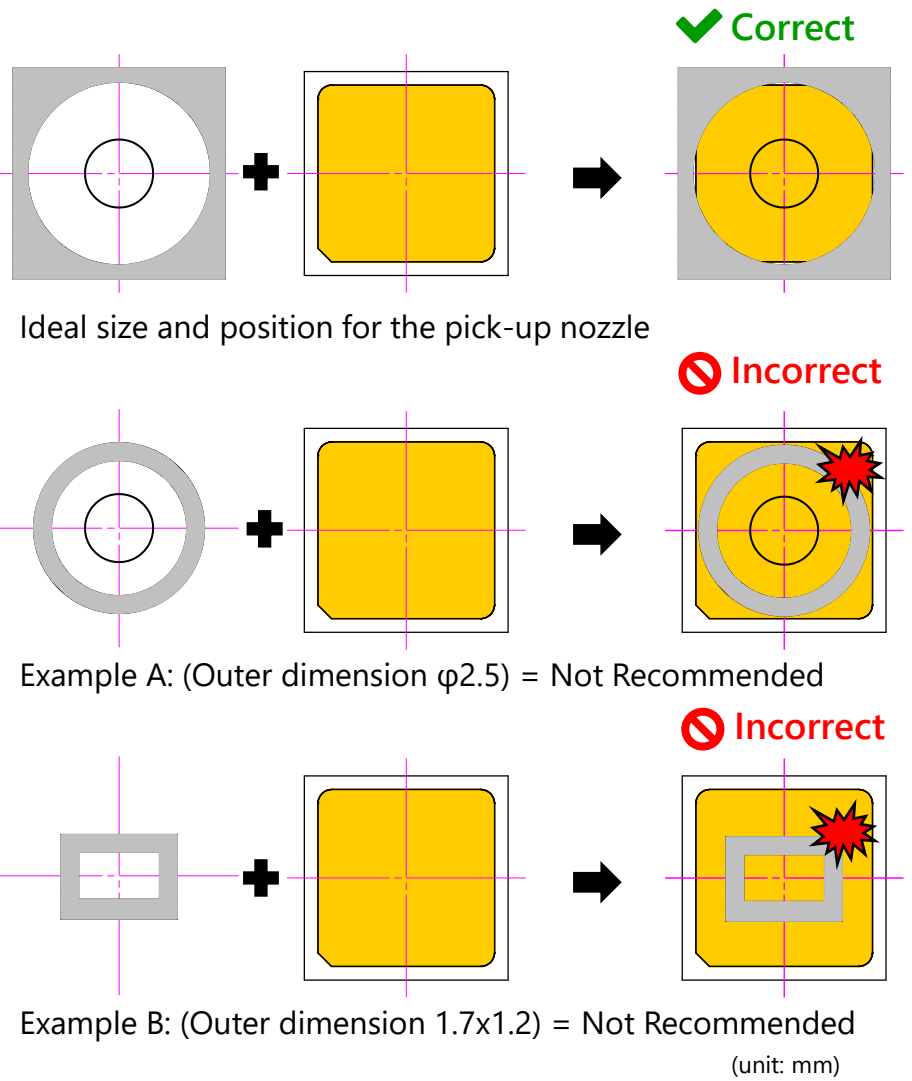 Correct
Ideal size and position for the pick-up nozzle
Incorrect
Example A: (Outer dimension φ2.5) = Not Recommended
Incorrect
Example B: (Outer dimension 1.7x1.2) = Not Recommended
(unit: mm)